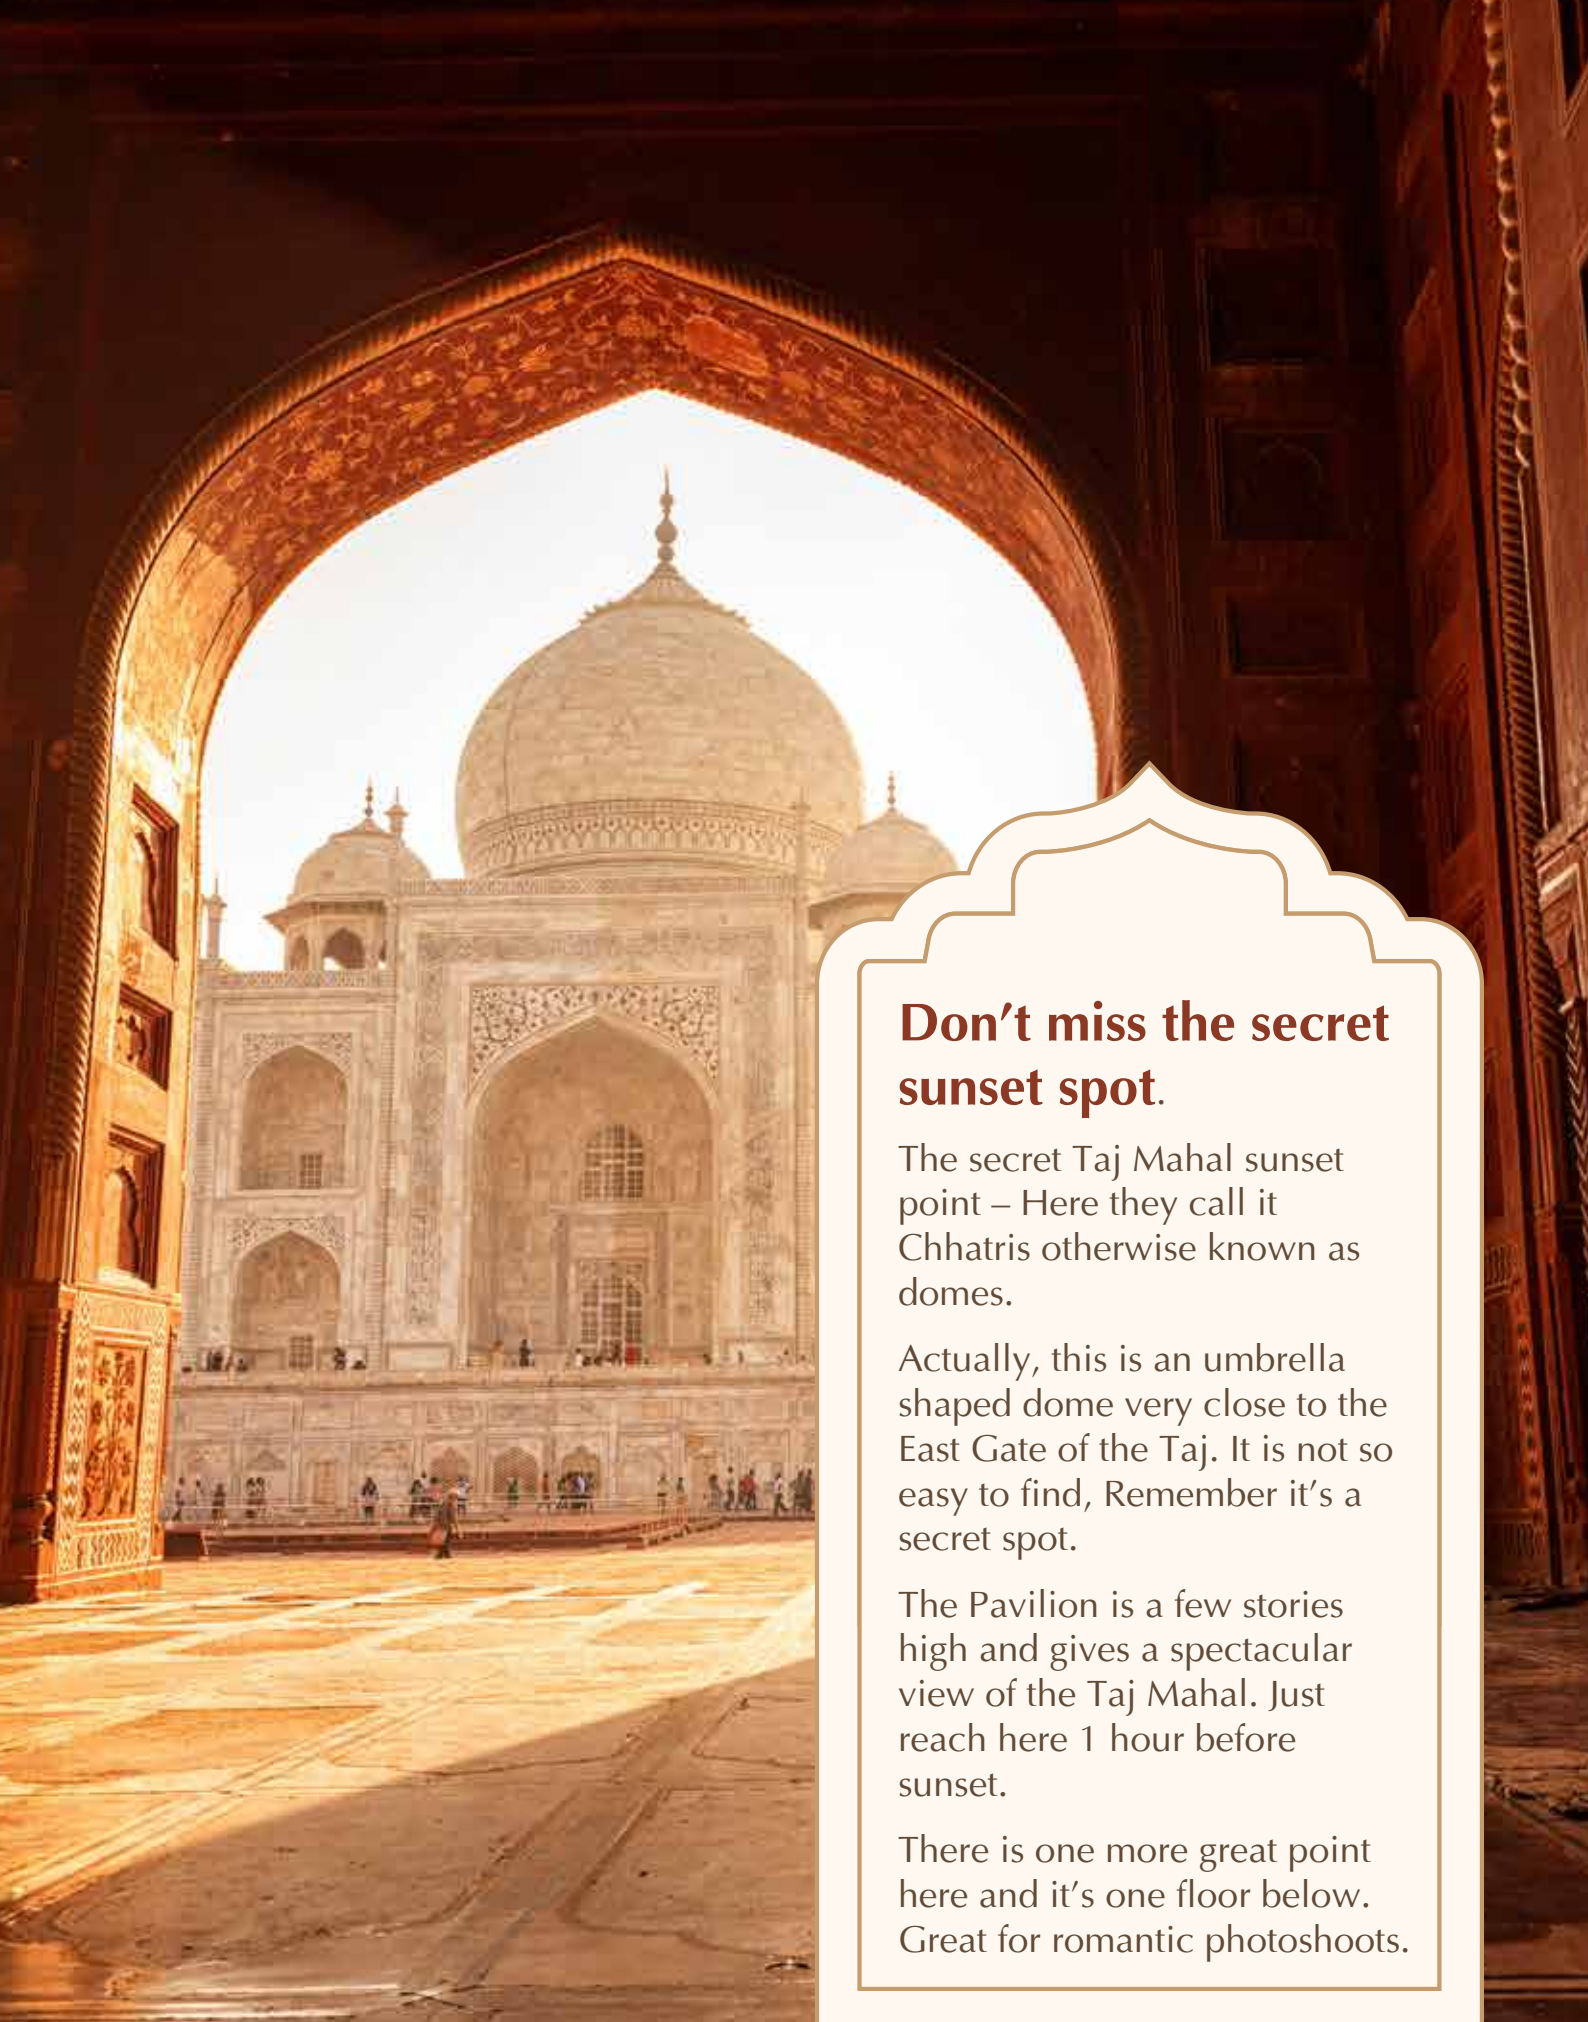 Don’t miss the secret
sunset spot.
The secret Taj Mahal sunset
point – Here they call it
Chhatris otherwise known as
domes.
Actually, this is an umbrella
shaped dome very close to the
East Gate of the Taj. It is not so
easy to find, Remember it’s a
secret spot.
The Pavilion is a few stories
high and gives a spectacular
view of the Taj Mahal. Just
reach here 1 hour before
sunset.
There is one more great point
here and it’s one floor below.
Great for romantic photoshoots.